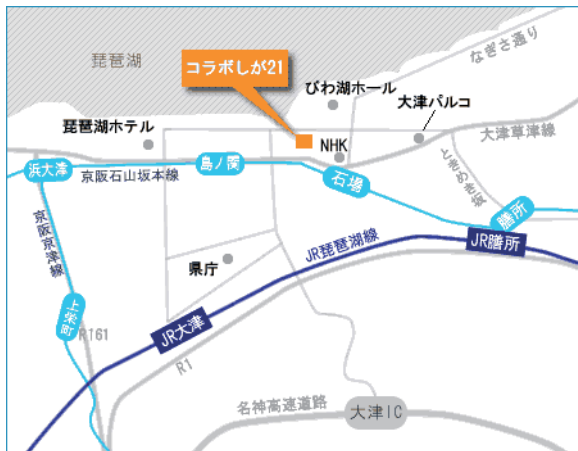 なぎさ通り
琵琶湖
コラボしが21
びわ湖ホール
大津パルコ
琵琶湖ホテル
NHK
大津草津線
浜大津
京阪石山坂本線
島ノ関
石場
ときめき坂
膳所
京阪京津線
県庁
JR琵琶湖線
JR膳所
上栄町
R161
JR大津
R1
名神高速道路
大津IC